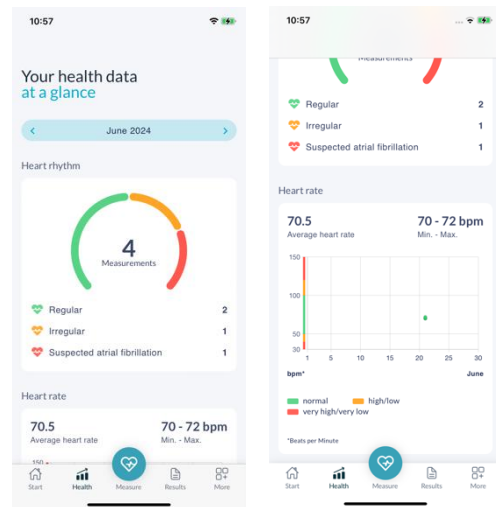 10:57
Your health data
at a glance
< June 2024 >
Heart rhythm
4
Measurements
Regular 2
Irregular 1
Suspected atrial fibrillation 1
Heart rate
70.5 70 - 72 bpm
Average heart rate Min. - Max.
150
Start Health Measure Results More
10:57 ...
Measurements
Regular 2
Irregular 1
Suspected atrial fibrillation 1
Heart rate
70.5 70 - 72 bpm
Average heart rate Min. - Max.
150
100
50
30
1 5 10 15 20 25 30
bpm* June
normal high/low
very high/very low
*Beats per Minute
Start Health Measure Results More